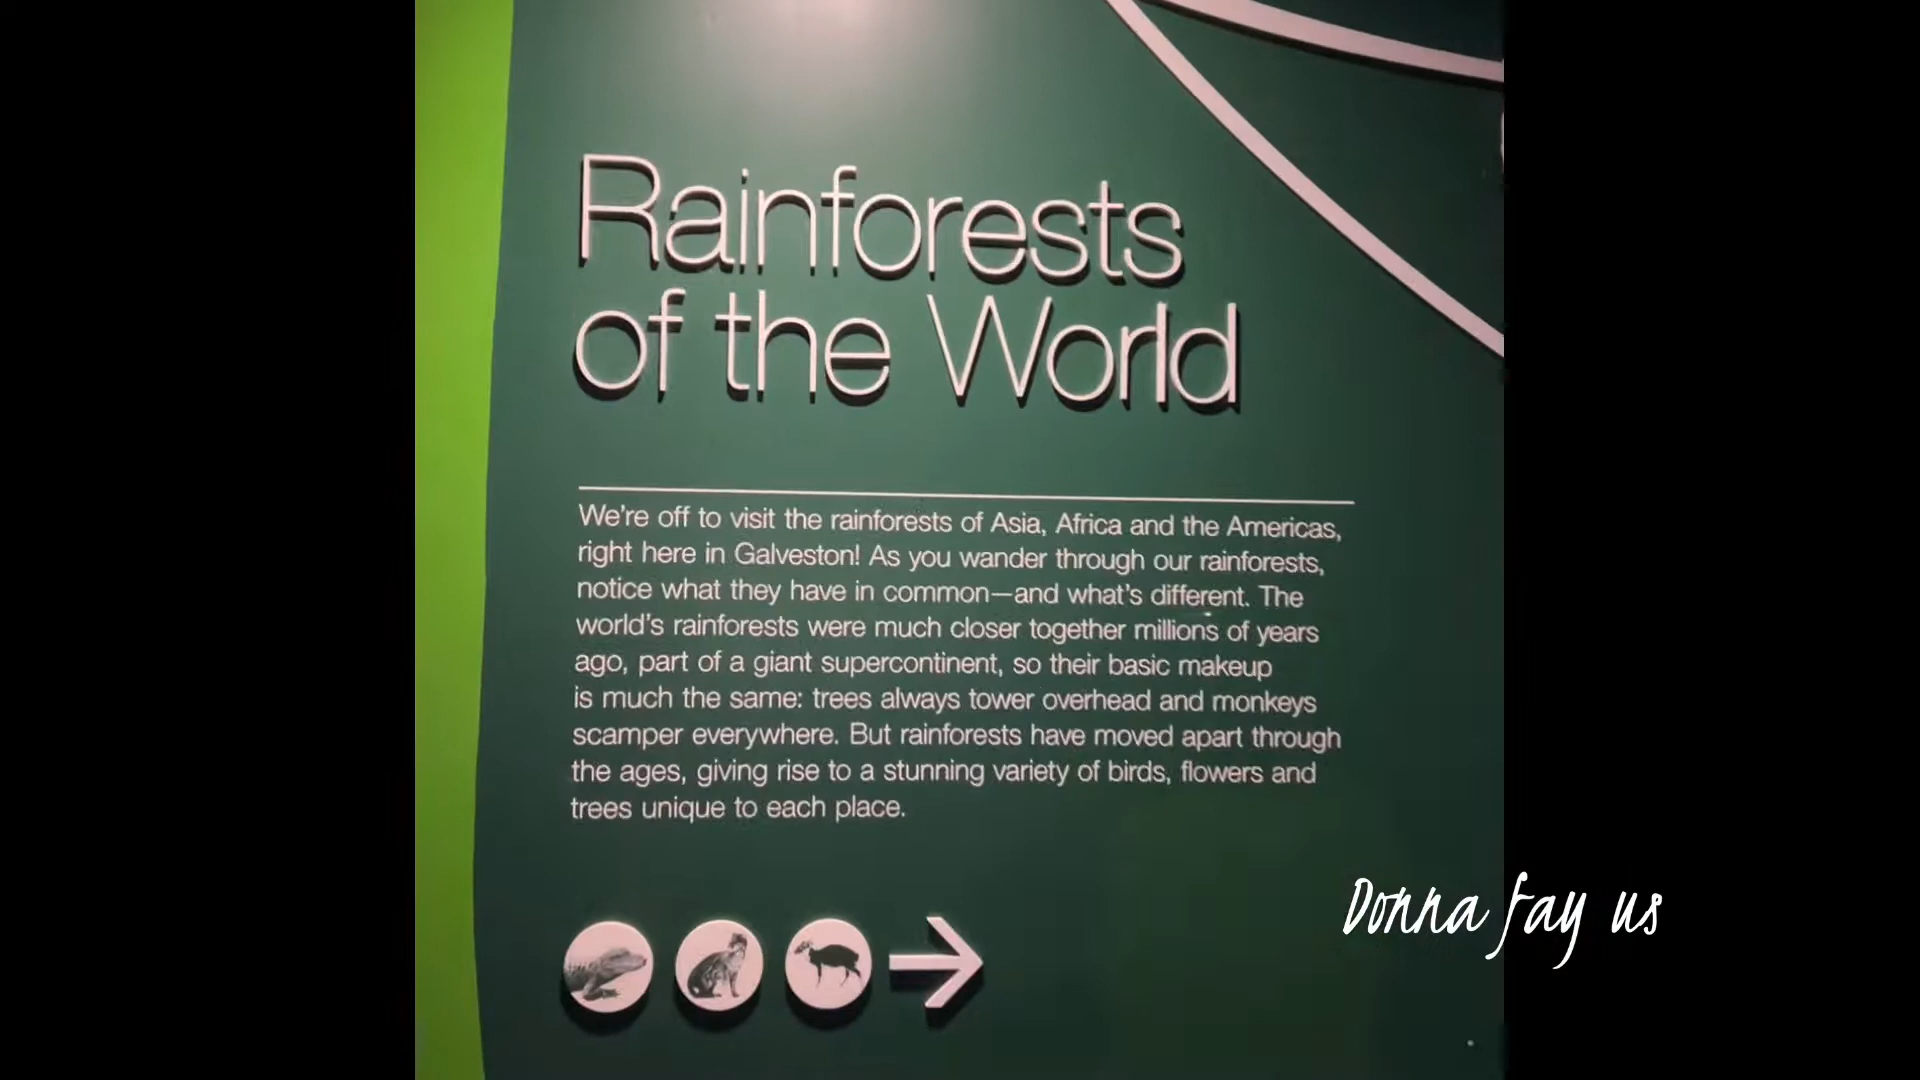 Rainforests
of the World
We're off to visit the rainforests of Asia, Africa and the Americas,
right here in Galveston! As you wander through our rainforests,
notice what they have in common—and what's different. The
world's rainforests were much closer together millions of years
ago, part of a giant supercontinent, so their basic makeup
is much the same: trees always tower overhead and monkeys
scamper everywhere. But rainforests have moved apart through
the ages, giving rise to a stunning variety of birds, flowers and
trees unique to each place.
Donna fay us